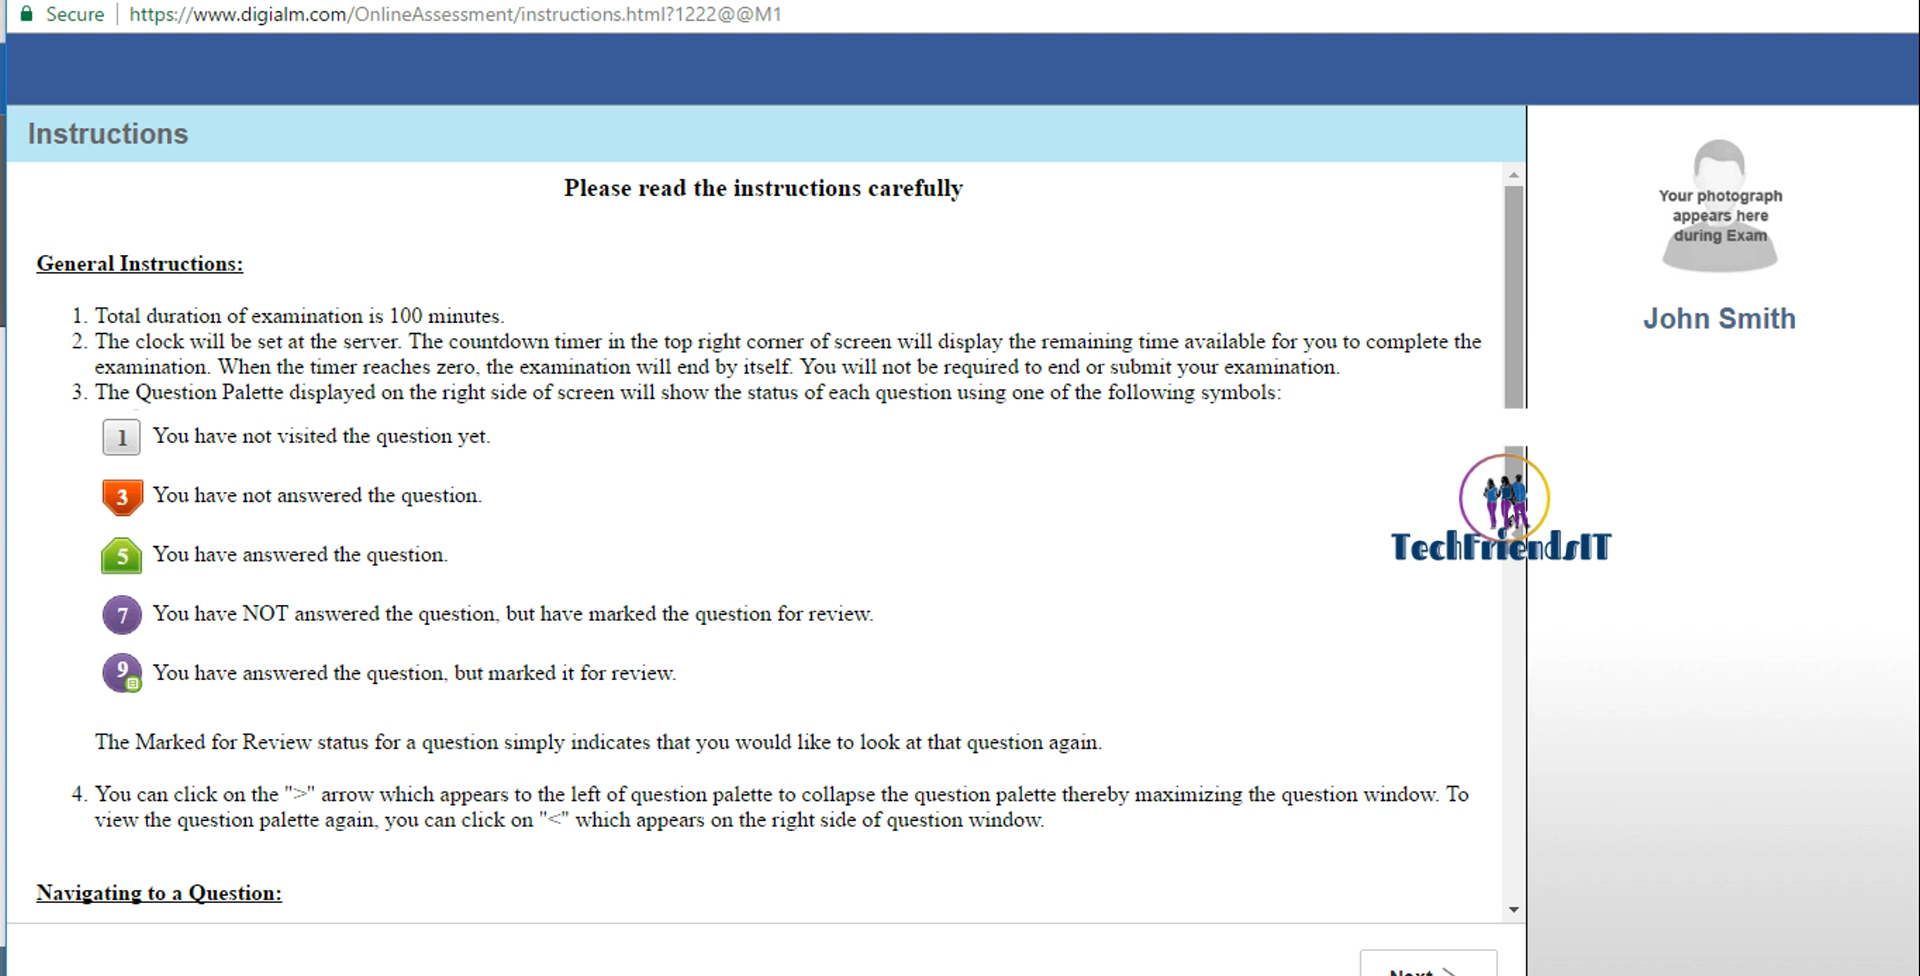 Secure https://www.digialm.com/OnlineAssessment/instructions.html?1222@@M1
Instructions
Please read the instructions carefully
General Instructions:
1. Total duration of examination is 100 minutes.
2. The clock will be set at the server. The countdown timer in the top right corner of screen will display the remaining time available for you to complete the
examination. When the timer reaches zero, the examination will end by itself. You will not be required to end or submit your examination.
3. The Question Palette displayed on the right side of screen will show the status of each question using one of the following symbols:
1 You have not visited the question yet.
3 You have not answered the question.
5 You have answered the question.
7 You have NOT answered the question, but have marked the question for review.
9 You have answered the question, but marked it for review.
The Marked for Review status for a question simply indicates that you would like to look at that question again.
4. You can click on the ">" arrow which appears to the left of question palette to collapse the question palette thereby maximizing the question window. To
view the question palette again, you can click on "<" which appears on the right side of question window.
Navigating to a Question:
Next >
Your photograph
appears here
during Exam
John Smith
TechFriendsIT